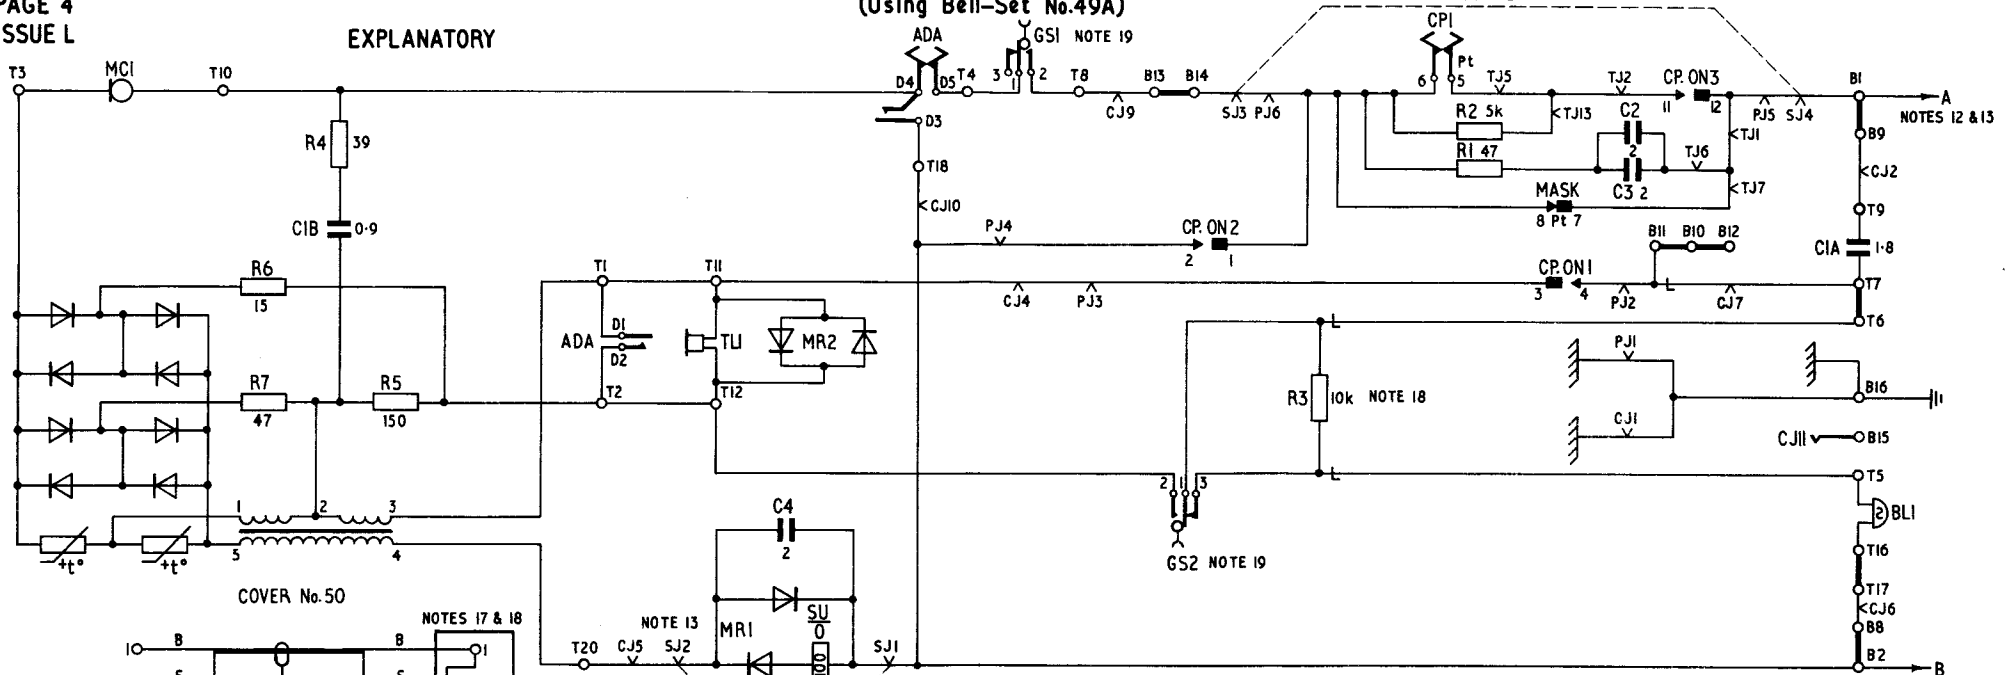 PAGE 4
ISSUE L
EXPLANATORY
(Using Bell-Set No.49A)
ADA
GS1 NOTE 19
CP1
T3
MC1
T10
D4
D5
T4
3
1
2
T8
CJ9
B13
B14
SJ3
PJ6
6
5
Pt
TJ5
TJ2
CP. ON3
11
12
PJ5
SJ4
B1
A
NOTES 12 & 13
D3
R2 5k
TJ13
C2
2
TJ1
B9
R4
39
R1 47
TJ6
T18
C3 2
TJ7
CJ2
MASK
8 Pt 7
CJ10
T9
C1B
0·9
PJ4
CP. ON2
2
1
B11
B10
B12
C1A
1·8
R6
15
T1
T11
CJ4
PJ3
CP. ON1
3
4
PJ2
L
CJ7
T7
L
T6
ADA
D1
D2
TL1
MR2
PJ1
R7
47
R5
150
T2
T12
R3
10k
NOTE 18
B16
CJ1
CJ11
B15
L
T5
1
2
3
2
1
3
5
4
C4
2
BL1
+t°
+t°
GS2 NOTE 19
T16
COVER No.50
T17
SU
0
CJ6
NOTES 17 & 18
NOTE 13
MR1
B8
1
B
B
1
T20
CJ5
SJ2
SJ1
B2
B